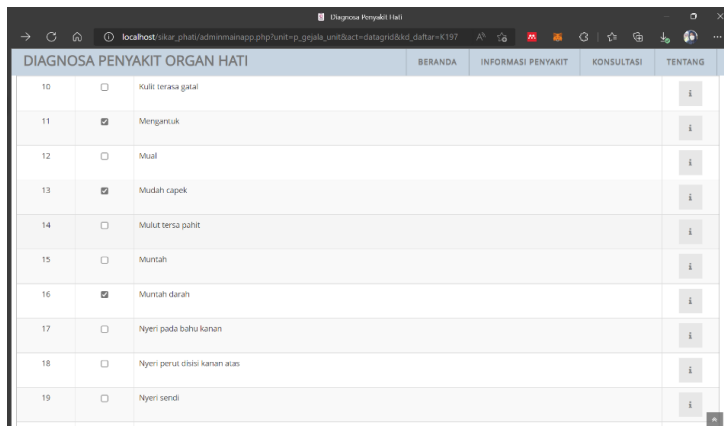 Diagnosa Penyakit Hati
localhost/sikar_phati/adminmainapp.php?unit=p_gejala_unit&act=datagrid&kd_daftar=K197
DIAGNOSA PENYAKIT ORGAN HATI BERANDA INFORMASI PENYAKIT KONSULTASI TENTANG
10 Kulit terasa gatal i
11 Mengantuk i
12 Mual i
13 Mudah capek i
14 Mulut tersa pahit i
15 Muntah i
16 Muntah darah i
17 Nyeri pada bahu kanan i
18 Nyeri perut disisi kanan atas i
19 Nyeri sendi i